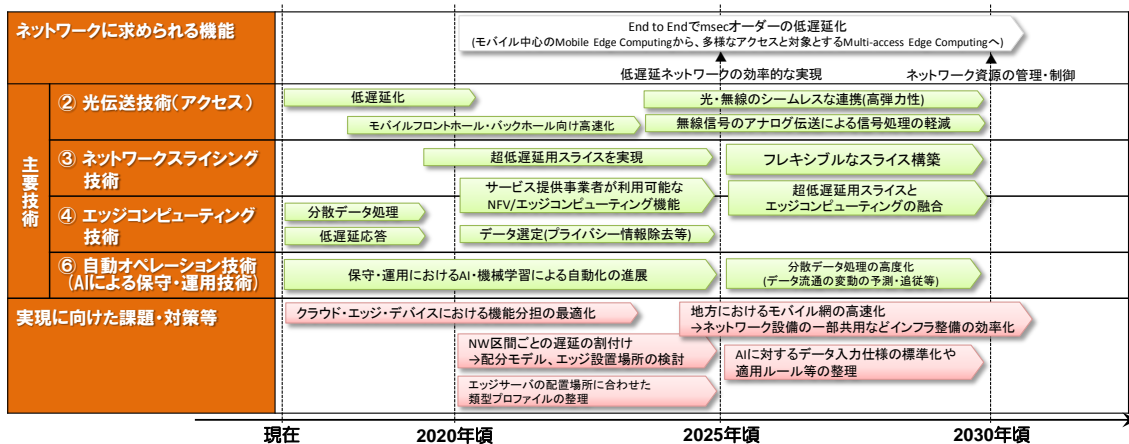 ネットワークに求められる機能
End to Endでmsecオーダーの低遅延化
(モバイル中心のMobile Edge Computingから、多様なアクセスと対象とするMulti-access Edge Computingへ)
低遅延ネットワークの効率的な実現
ネットワーク資源の管理・制御
主要技術
② 光伝送技術(アクセス)
低遅延化
光・無線のシームレスな連携(高弾力性)
モバイルフロントホール・バックホール向け高速化
無線信号のアナログ伝送による信号処理の軽減
③ ネットワークスライシング
技術
超低遅延用スライスを実現
フレキシブルなスライス構築
サービス提供事業者が利用可能な
NFV/エッジコンピューティング機能
超低遅延用スライスと
エッジコンピューティングの融合
④ エッジコンピューティング
技術
分散データ処理
低遅延応答
データ選定(プライバシー情報除去等)
⑥ 自動オペレーション技術
(AIによる保守・運用技術)
保守・運用におけるAI・機械学習による自動化の進展
分散データ処理の高度化
(データ流通の変動の予測・追従等)
実現に向けた課題・対策等
クラウド・エッジ・デバイスにおける機能分担の最適化
地方におけるモバイル網の高速化
→ネットワーク設備の一部共用などインフラ整備の効率化
NW区間ごとの遅延の割付け
→配分モデル、エッジ設置場所の検討
AIに対するデータ入力仕様の標準化や
適用ルール等の整理
エッジサーバの配置場所に合わせた
類型プロファイルの整理
現在
2020年頃
2025年頃
2030年頃